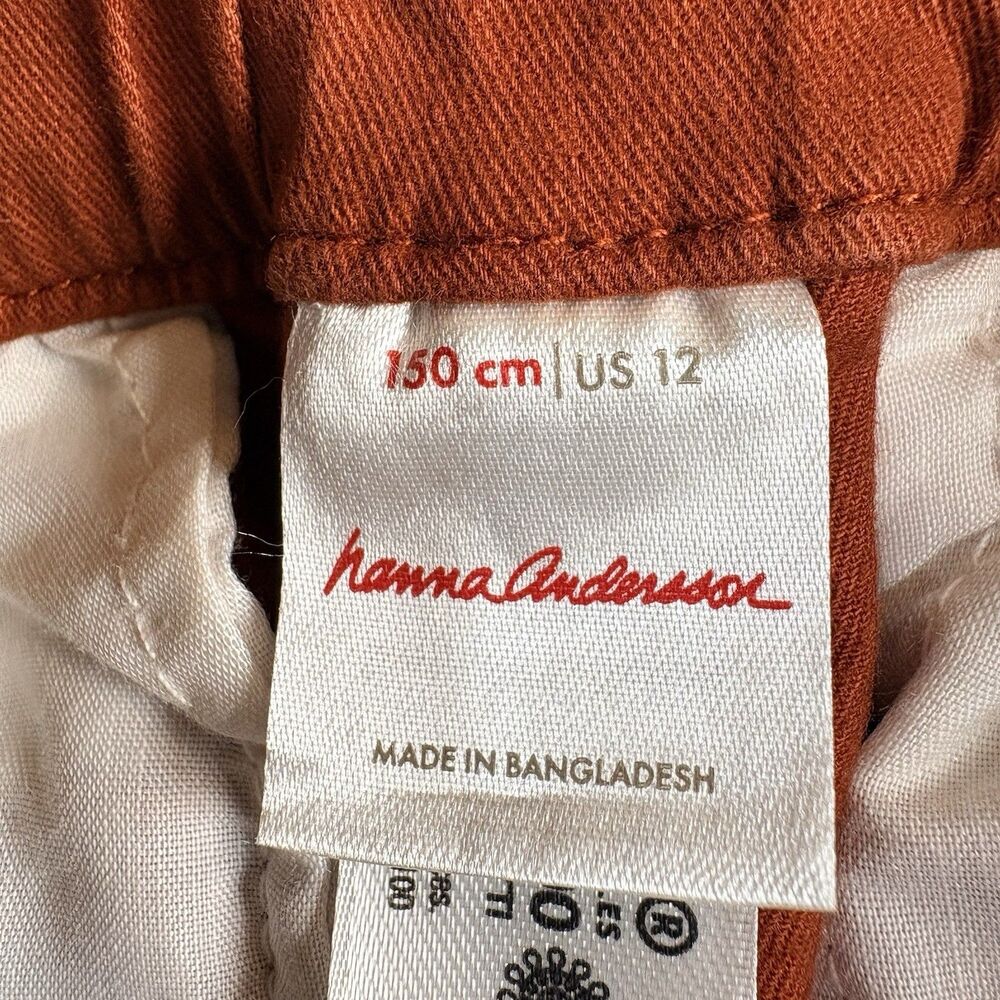 150 cm | US 12
hanna Andersson
MADE IN BANGLADESH
®